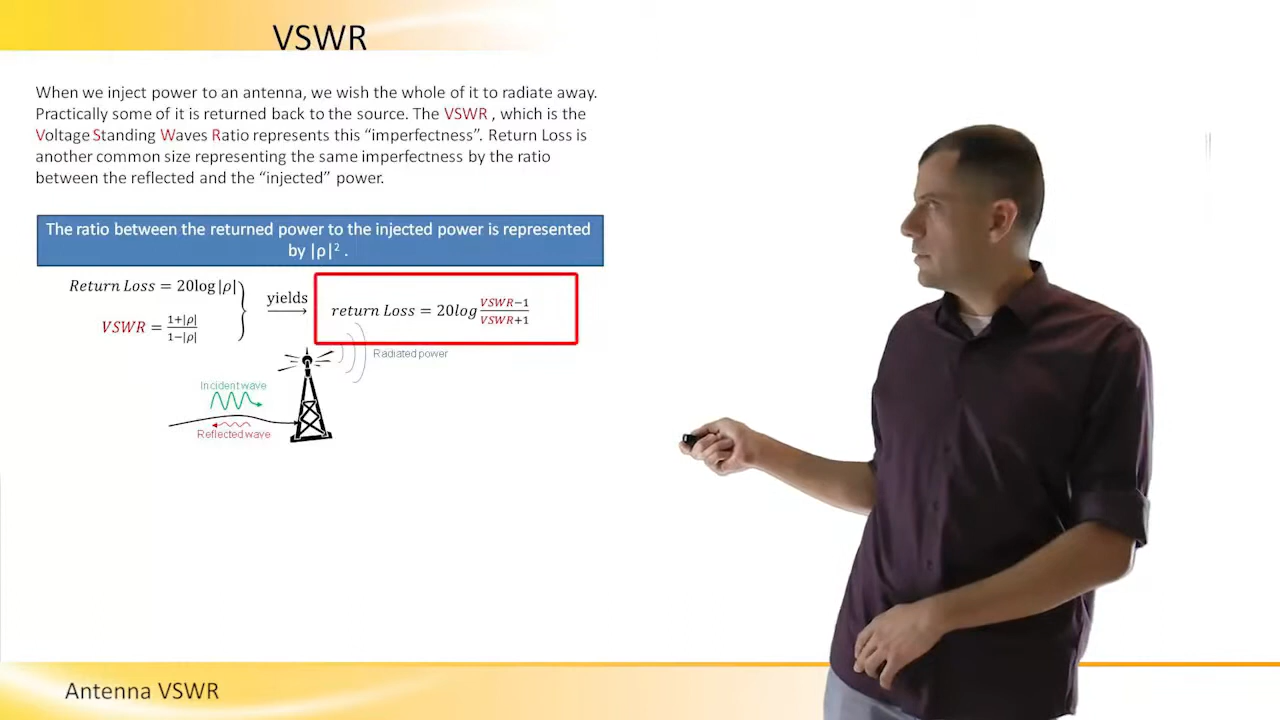 VSWR
When we inject power to an antenna, we wish the whole of it to radiate away.
Practically some of it is returned back to the source. The VSWR , which is the
Voltage Standing Waves Ratio represents this “imperfectness”. Return Loss is
another common size representing the same imperfectness by the ratio
between the reflected and the “injected” power.
The ratio between the returned power to the injected power is represented
by |ρ|² .
Return Loss = 20log|ρ|
VSWR = 1+|ρ| / 1−|ρ|
yields
return Loss = 20log VSWR−1 / VSWR+1
Radiated power
Incident wave
Reflected wave
Antenna VSWR